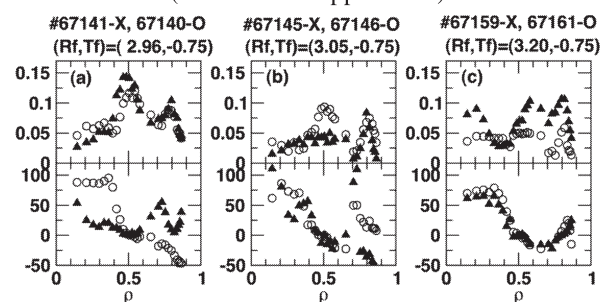 #67141-X, 67140-O #67145-X, 67146-O #67159-X, 67161-O
(Rf,Tf)=( 2.96,-0.75) (Rf,Tf)=(3.05,-0.75) (Rf,Tf)=(3.20,-0.75)
0.15 (a) 0.15 (b) 0.15 (c)
0.1 0.1 0.1
0.05 0.05 0.05
0 0 0
100 100 100
50 50 50
0 0 0
-50 -50 -50
0 0.5 1 0 0.5 1 0 0.5 1
ρ ρ ρ